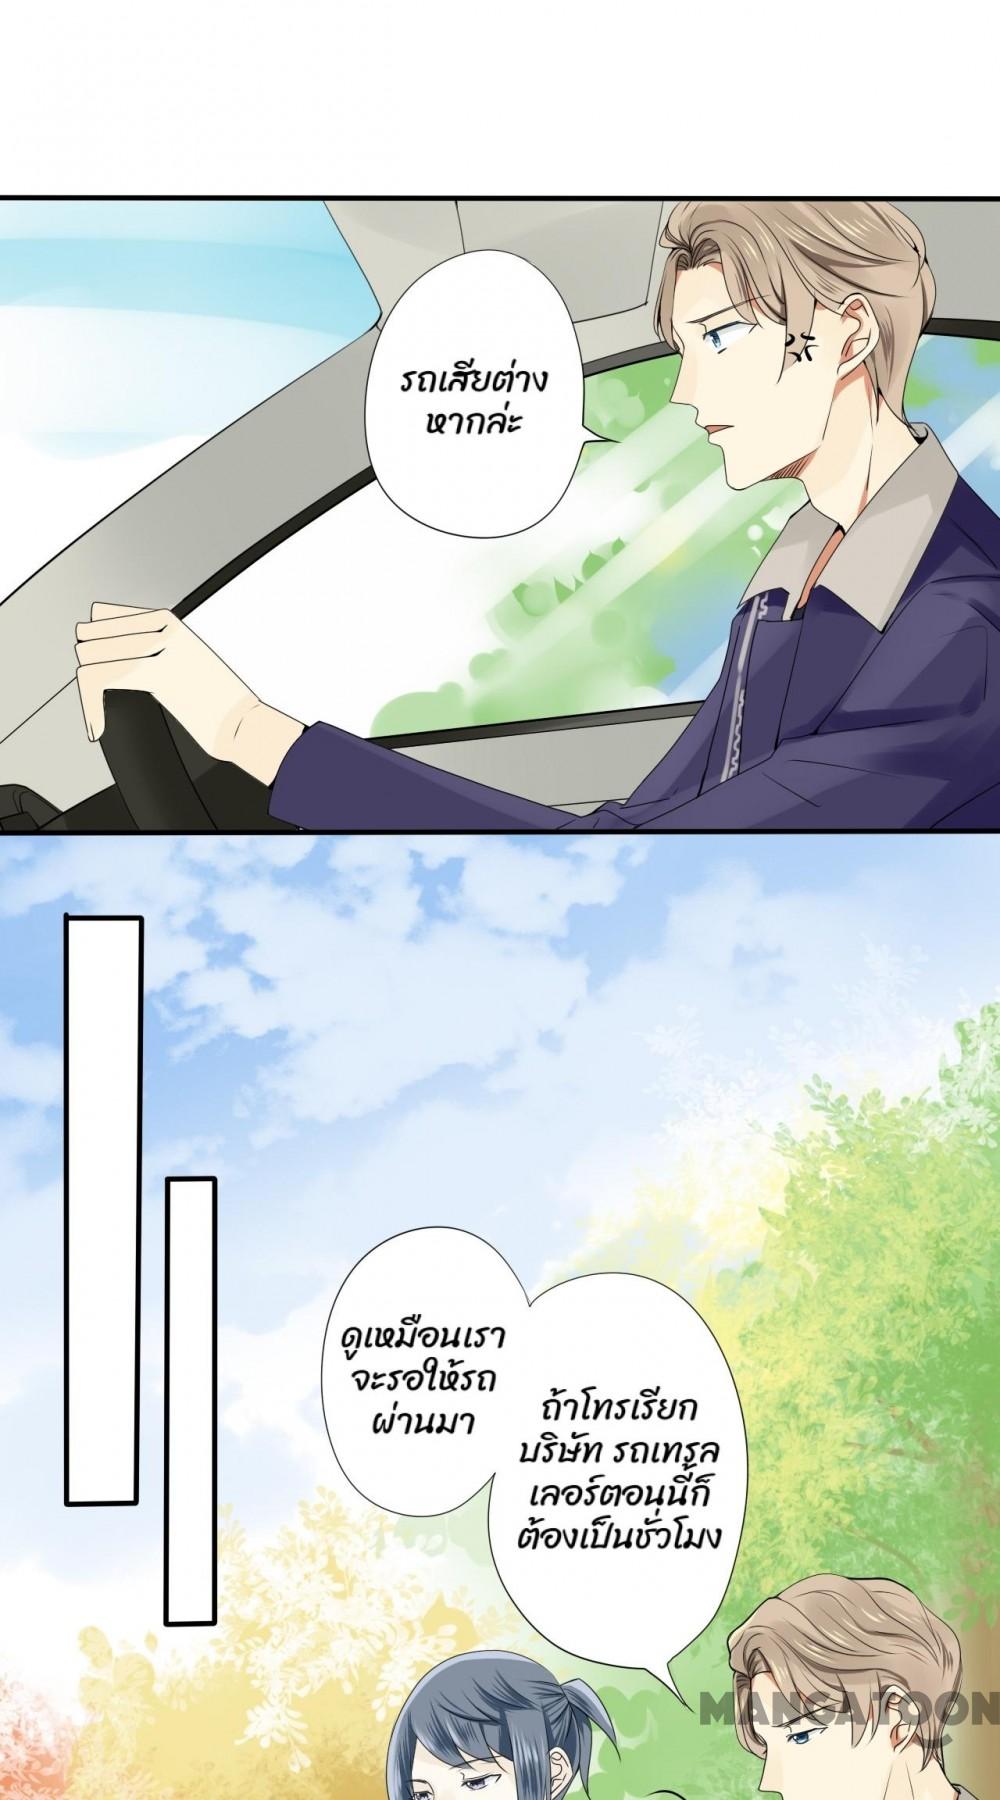 รถเสียต่าง
หากล่ะ
ดูเหมือนเรา
จะรอให้รถ
ผ่านมา
ถ้าโทรเรียก
บริษัท รถเทรล
เลอร์ตอนนี้ก็
ต้องเป็นชั่วโมง
MANGATOON